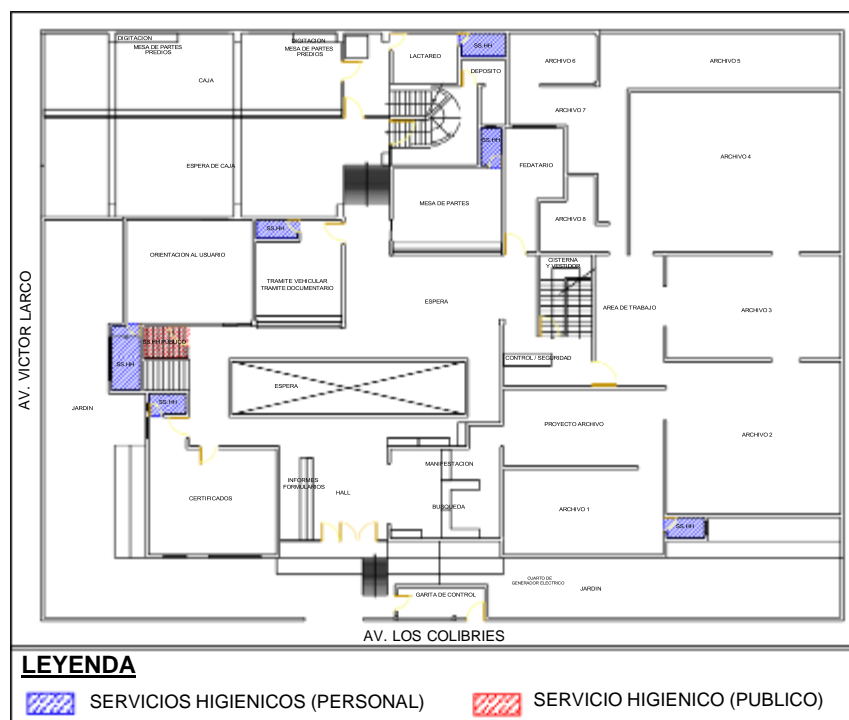 DIGITACION
MESA DE PARTES
PREDIOS
DIGITACION
MESA DE PARTES
PREDIOS
CAJA
LACTAREO
SS.HH
DEPOSITO
ARCHIVO 6
ARCHIVO 5
ARCHIVO 7
ESPERA DE CAJA
SS.HH
FEDATARIO
ARCHIVO 4
MESA DE PARTES
ARCHIVO 8
SS.HH
ORIENTACION AL USUARIO
TRAMITE VEHICULAR
TRAMITE DOCUMENTARIO
ESPERA
CISTERNA
Y VESTIDOR
AREA DE TRABAJO
ARCHIVO 3
SS.HH PUBLICO
SS.HH
CONTROL / SEGURIDAD
ESPERA
AV. VICTOR LARCO
JARDIN
SS.HH
PROYECTO ARCHIVO
ARCHIVO 2
MANIFESTACION
INFORMES
FORMULARIOS
HALL
CERTIFICADOS
BUSQUEDA
ARCHIVO 1
SS.HH
CUARTO DE
GENERADOR ELECTRICO
JARDIN
GARITA DE CONTROL
AV. LOS COLIBRIES
LEYENDA
SERVICIOS HIGIENICOS (PERSONAL)
SERVICIO HIGIENICO (PUBLICO)